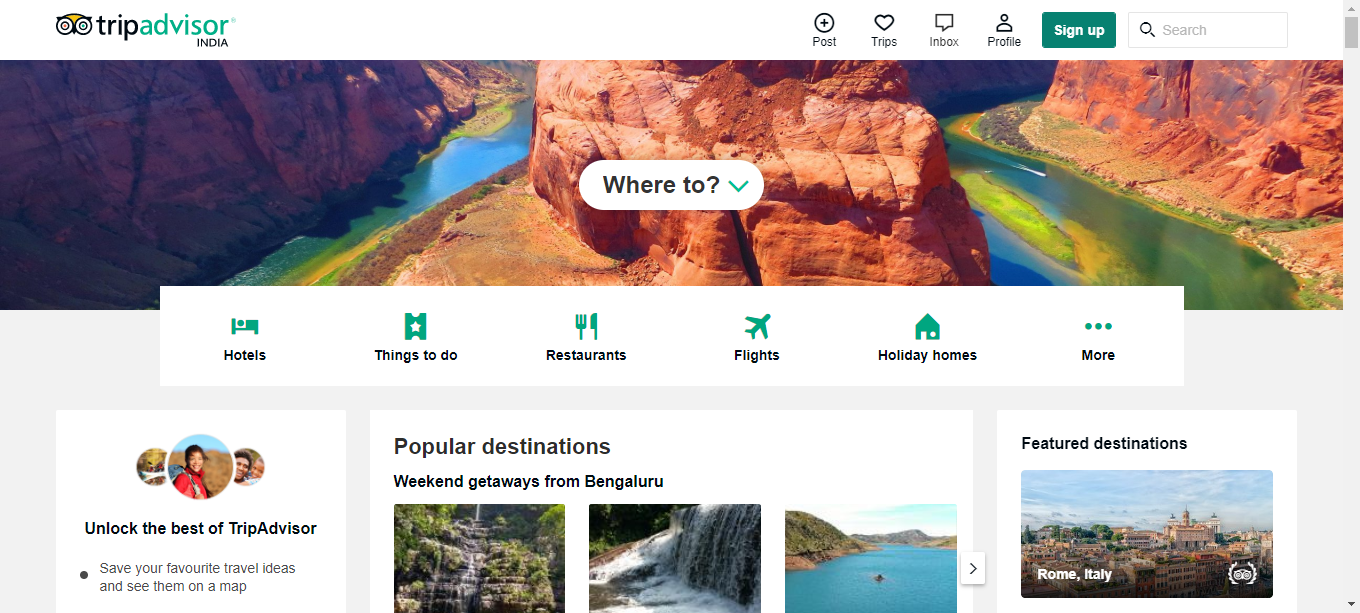 tripadvisor
INDIA
Post
Trips
Inbox
Profile
Sign up
Search
Where to?
Hotels
Things to do
Restaurants
Flights
Holiday homes
More
Unlock the best of TripAdvisor
Save your favourite travel ideas
and see them on a map
Popular destinations
Weekend getaways from Bengaluru
Featured destinations
Rome, Italy